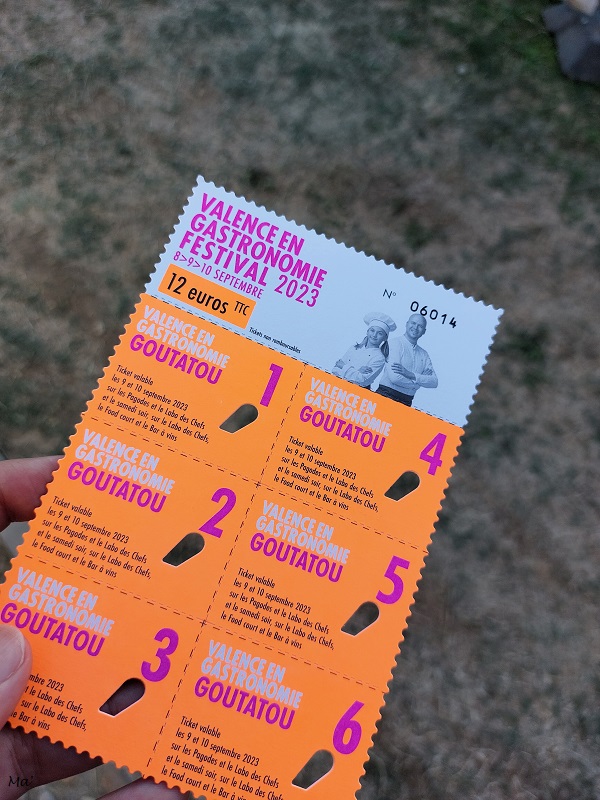 VALENCE EN
GASTRONOMIE
FESTIVAL 2023
8>9>10 SEPTEMBRE
12 euros TTC
Tickets non remboursables
N° 06014
VALENCE EN
GASTRONOMIE
GOUTATOU
1
Ticket valable
les 9 et 10 septembre 2023
sur les Pagodes et le Labo des Chefs
et le samedi soir, sur le Labo des Chefs,
le Food court et le Bar à vins
VALENCE EN
GASTRONOMIE
GOUTATOU
4
Ticket valable
les 9 et 10 septembre 2023
sur les Pagodes et le Labo des Chefs
et le samedi soir, sur le Labo des Chefs,
le Food court et le Bar à vins
VALENCE EN
GASTRONOMIE
GOUTATOU
2
Ticket valable
les 9 et 10 septembre 2023
sur les Pagodes et le Labo des Chefs
et le samedi soir, sur le Labo des Chefs,
le Food court et le Bar à vins
VALENCE EN
GASTRONOMIE
GOUTATOU
5
Ticket valable
les 9 et 10 septembre 2023
sur les Pagodes et le Labo des Chefs
et le samedi soir, sur le Labo des Chefs,
le Food court et le Bar à vins
VALENCE EN
GASTRONOMIE
GOUTATOU
3
2023
et le Labo des Chefs
sur le Labo des Chefs,
et le Bar à vins
VALENCE EN
GASTRONOMIE
GOUTATOU
6
Ticket valable
les 9 et 10 septembre 2023
sur les Pagodes et le Labo des Chefs
et le samedi soir, sur le Labo des Chefs,
le Food court et le Bar à vins